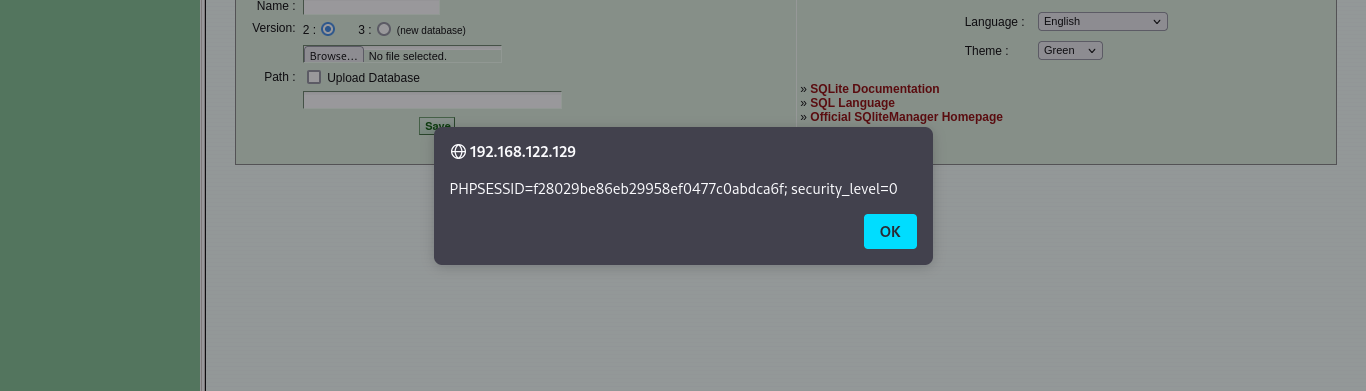 Name :
Version: 2 : 3 : (new database)
Browse... No file selected.
Path : Upload Database
Save
Language : English
Theme : Green
» SQLite Documentation
» SQL Language
» Official SQliteManager Homepage
192.168.122.129
PHPSESSID=f28029be86eb29958ef0477c0abdca6f; security_level=0
OK